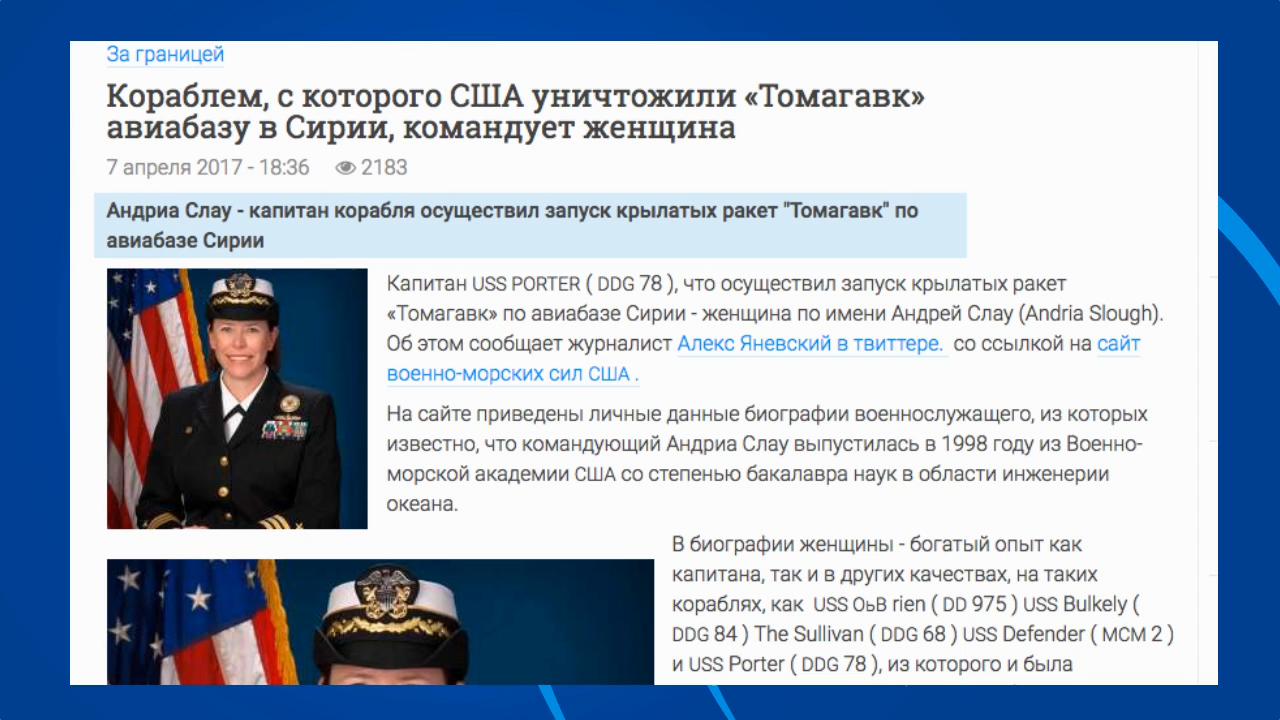 За границей
Кораблем, с которого США уничтожили «Томагавк»
авиабазу в Сирии, командует женщина
7 апреля 2017 - 18:36 2183
Андриа Слау - капитан корабля осуществил запуск крылатых ракет "Томагавк" по
авиабазе Сирии
Капитан USS PORTER ( DDG 78 ), что осуществил запуск крылатых ракет
«Томагавк» по авиабазе Сирии - женщина по имени Андрей Слау (Andria Slough).
Об этом сообщает журналист Алекс Яневский в твиттере. со ссылкой на сайт
военно-морских сил США .
На сайте приведены личные данные биографии военнослужащего, из которых
известно, что командующий Андриа Слау выпустилась в 1998 году из Военно-
морской академии США со степенью бакалавра наук в области инженерии
океана.
В биографии женщины - богатый опыт как
капитана, так и в других качествах, на таких
кораблях, как USS ОьВ rien ( DD 975 ) USS Bulkely (
DDG 84 ) The Sullivan ( DDG 68 ) USS Defender ( MCM 2 )
и USS Porter ( DDG 78 ), из которого и была